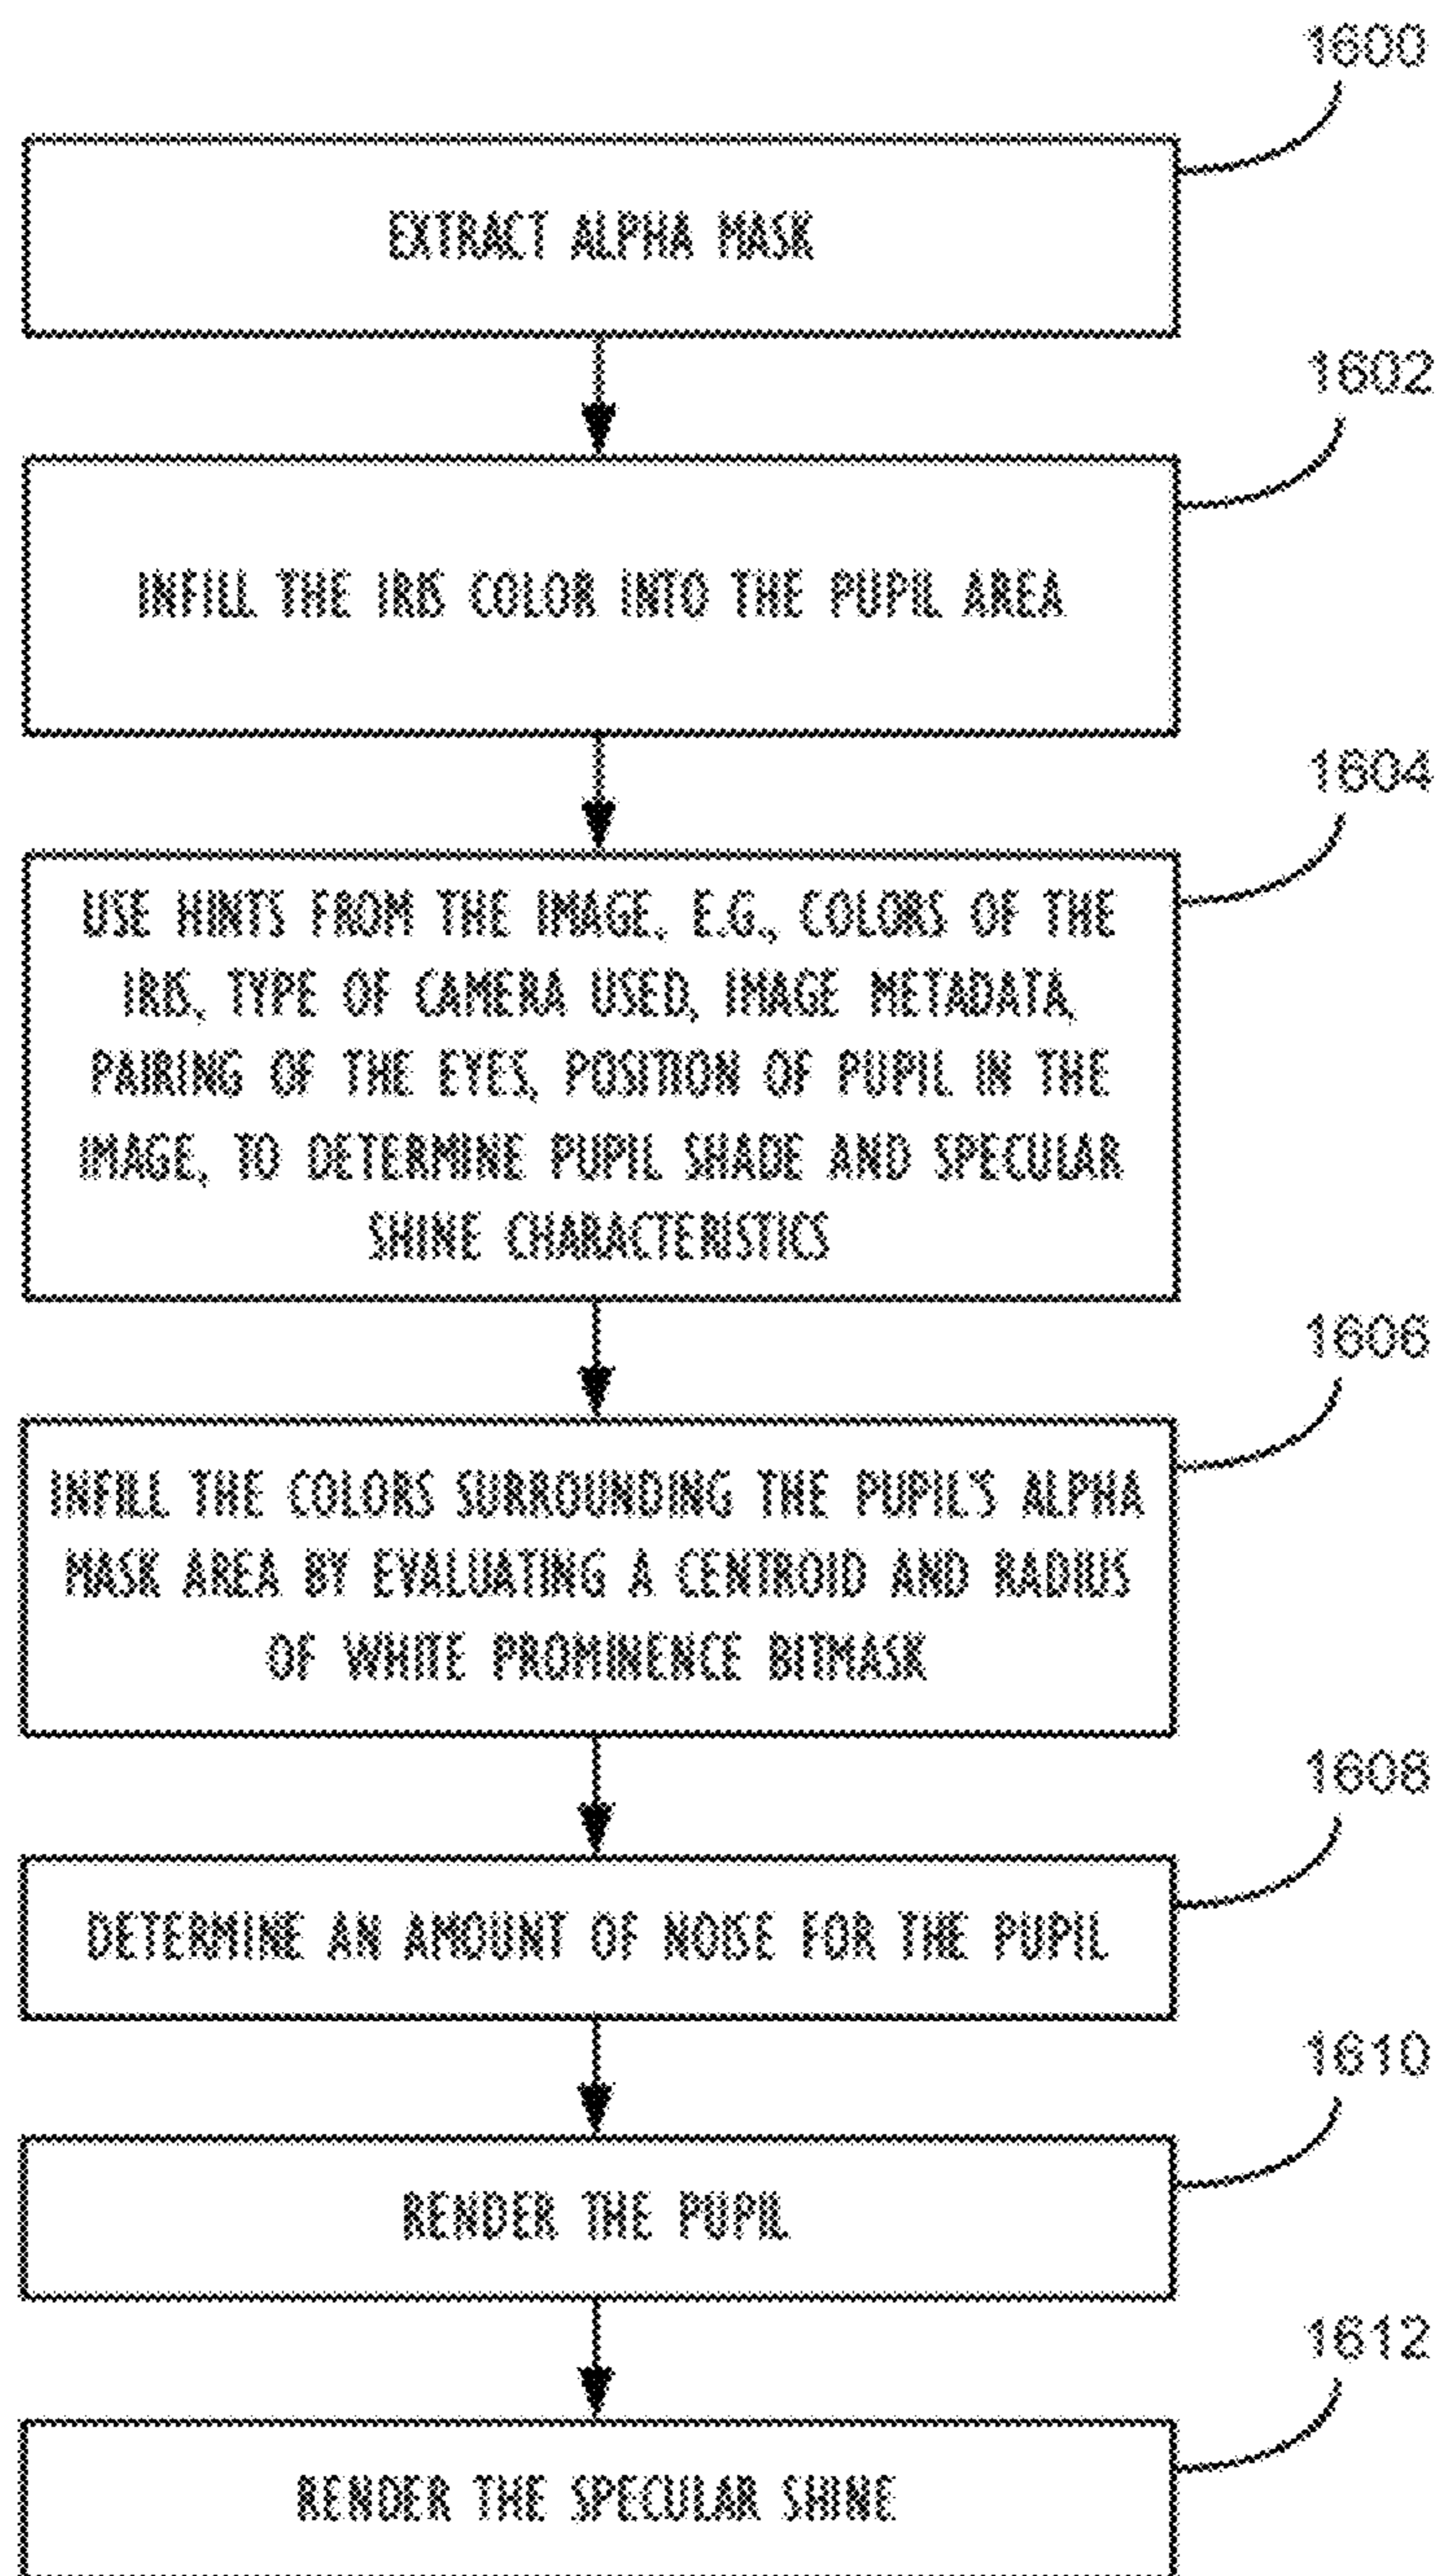 1600
EXTRACT ALPHA MASK
1602
INFILL THE IRIS COLOR INTO THE PUPIL AREA
1604
USE HINTS FROM THE IMAGE, E.G., COLORS OF THE
IRIS, TYPE OF CAMERA USED, IMAGE METADATA,
PAIRING OF THE EYES, POSITION OF PUPIL IN THE
IMAGE, TO DETERMINE PUPIL SHADE AND SPECULAR
SHINE CHARACTERISTICS
1606
INFILL THE COLORS SURROUNDING THE PUPIL'S ALPHA
MASK AREA BY EVALUATING A CENTROID AND RADIUS
OF WHITE PROMINENCE BITMASK
1608
DETERMINE AN AMOUNT OF NOISE FOR THE PUPIL
1610
RENDER THE PUPIL
1612
RENDER THE SPECULAR SHINE